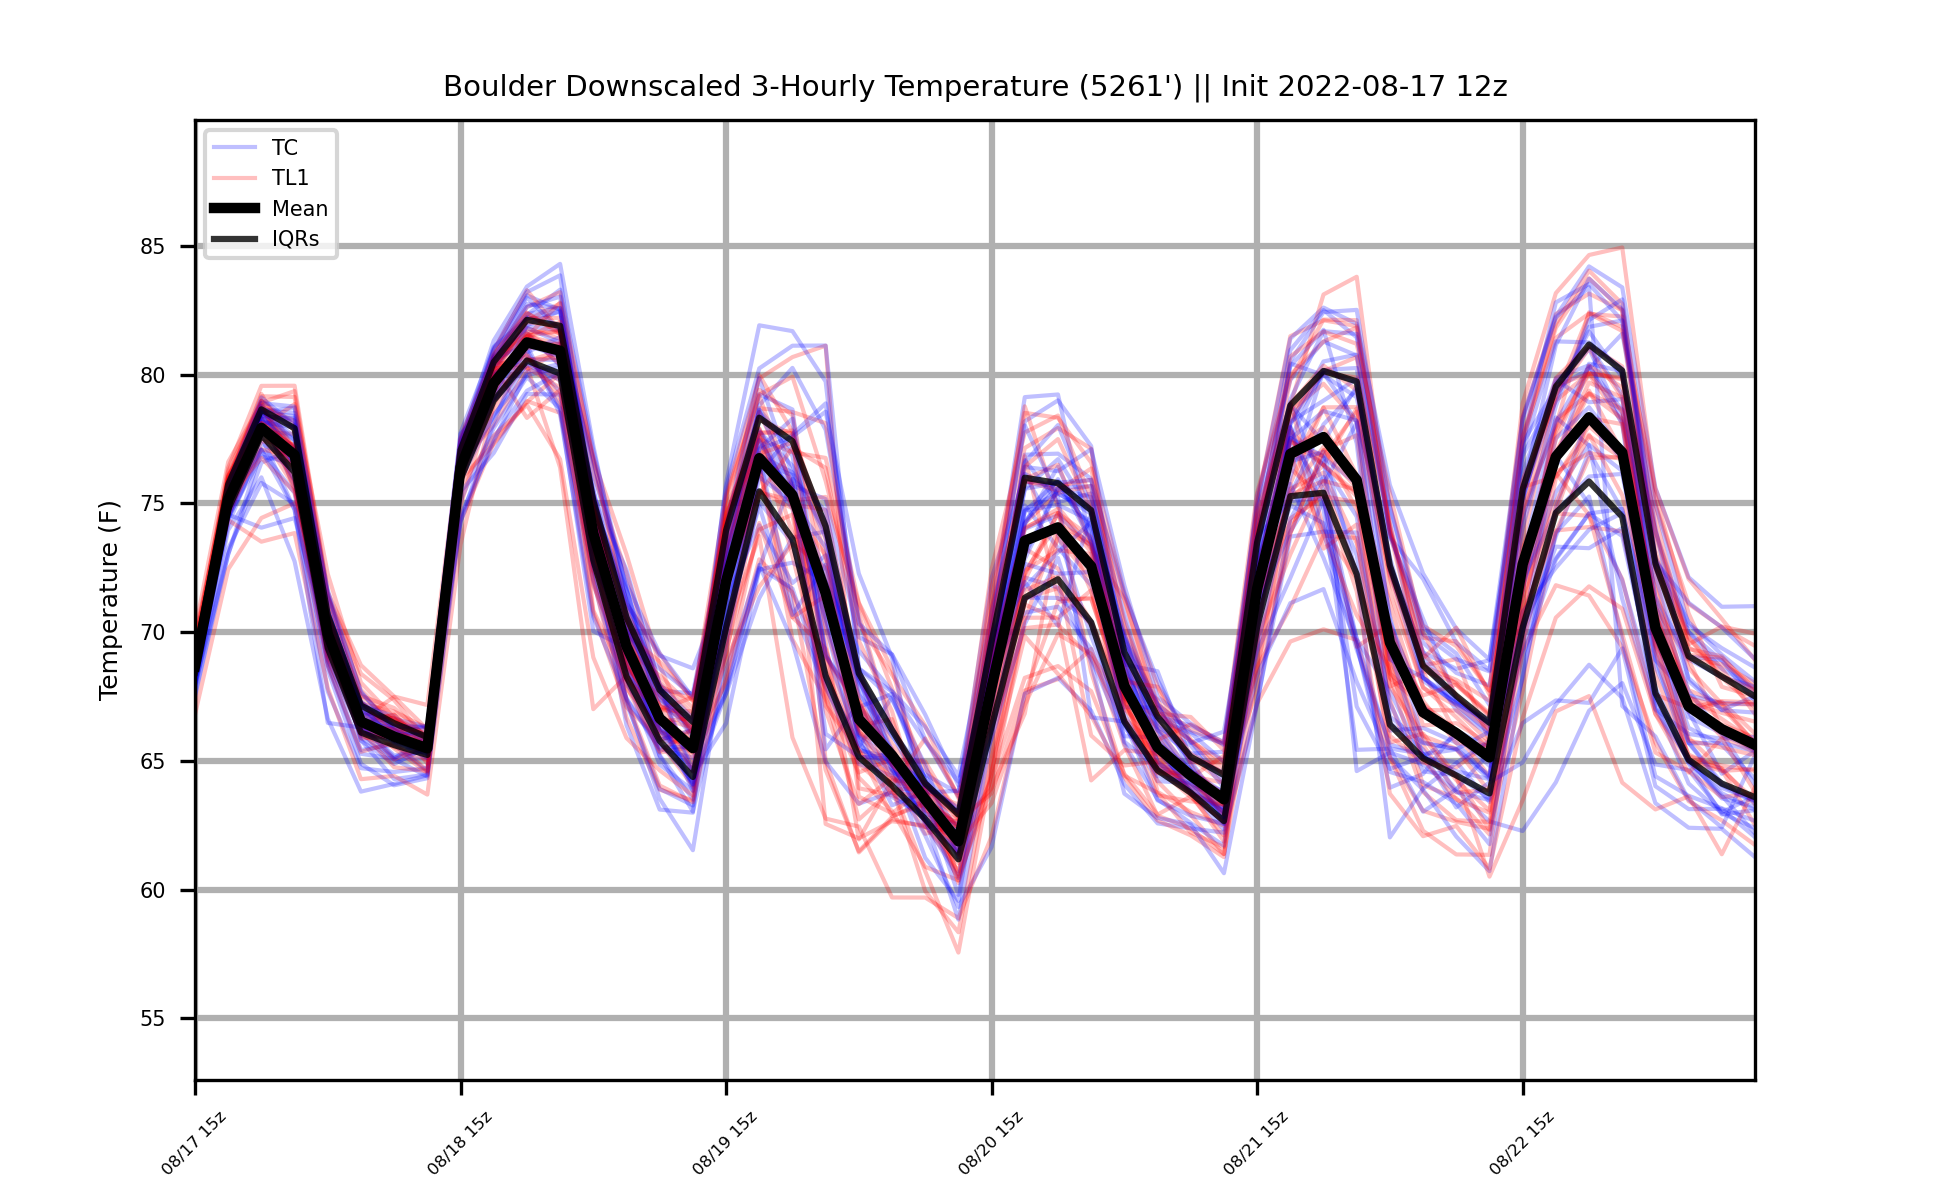 Boulder Downscaled 3-Hourly Temperature (5261') || Init 2022-08-17 12z
TC
TL1
Mean
IQRs
85
80
75
70
65
60
55
Temperature (F)
08/17 15z
08/18 15z
08/19 15z
08/20 15z
08/21 15z
08/22 15z